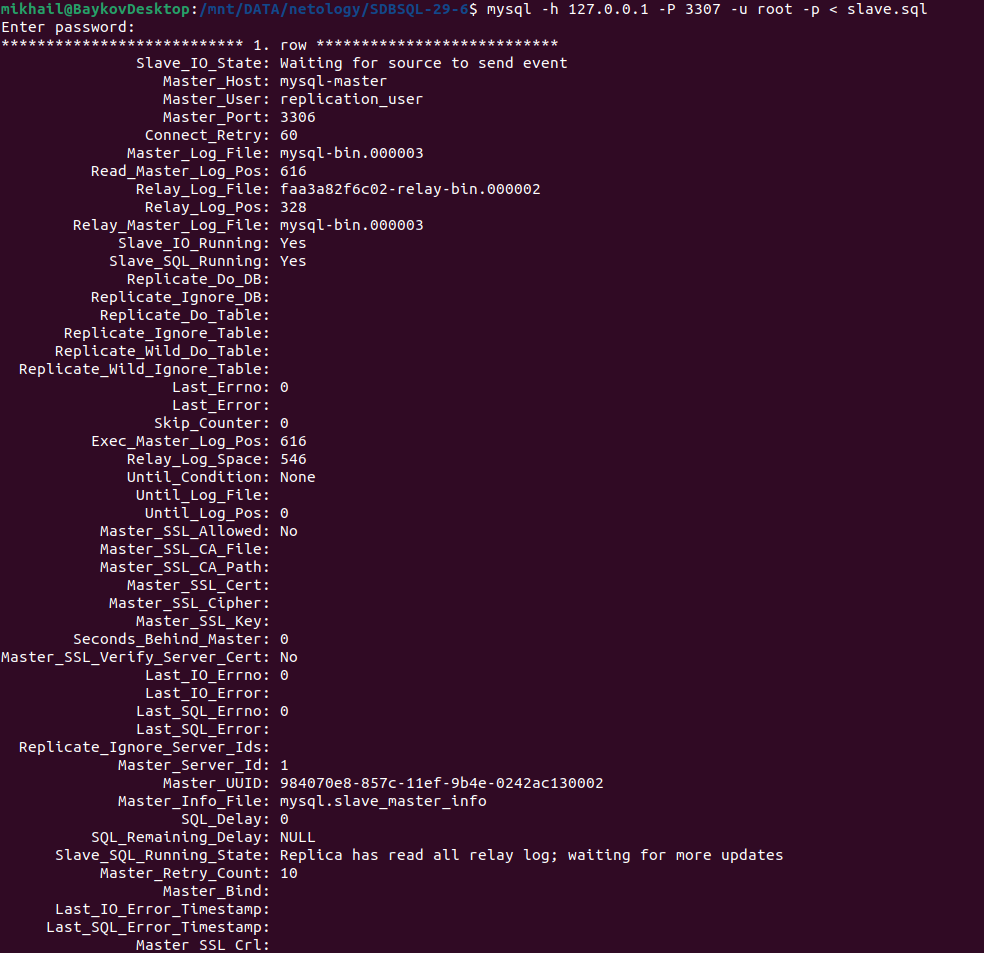 mikhail@BaykovDesktop:/mnt/DATA/netology/SDBSQL-29-6$ mysql -h 127.0.0.1 -P 3307 -u root -p < slave.sql
Enter password:
*************************** 1. row ***************************
               Slave_IO_State: Waiting for source to send event
                  Master_Host: mysql-master
                  Master_User: replication_user
                  Master_Port: 3306
                Connect_Retry: 60
              Master_Log_File: mysql-bin.000003
          Read_Master_Log_Pos: 616
               Relay_Log_File: faa3a82f6c02-relay-bin.000002
                Relay_Log_Pos: 328
        Relay_Master_Log_File: mysql-bin.000003
             Slave_IO_Running: Yes
            Slave_SQL_Running: Yes
              Replicate_Do_DB:
          Replicate_Ignore_DB:
           Replicate_Do_Table:
       Replicate_Ignore_Table:
      Replicate_Wild_Do_Table:
  Replicate_Wild_Ignore_Table:
                   Last_Errno: 0
                   Last_Error:
                 Skip_Counter: 0
          Exec_Master_Log_Pos: 616
              Relay_Log_Space: 546
              Until_Condition: None
               Until_Log_File:
                Until_Log_Pos: 0
           Master_SSL_Allowed: No
           Master_SSL_CA_File:
           Master_SSL_CA_Path:
              Master_SSL_Cert:
            Master_SSL_Cipher:
               Master_SSL_Key:
        Seconds_Behind_Master: 0
Master_SSL_Verify_Server_Cert: No
                Last_IO_Errno: 0
                Last_IO_Error:
               Last_SQL_Errno: 0
               Last_SQL_Error:
  Replicate_Ignore_Server_Ids:
             Master_Server_Id: 1
                  Master_UUID: 984070e8-857c-11ef-9b4e-0242ac130002
             Master_Info_File: mysql.slave_master_info
                    SQL_Delay: 0
          SQL_Remaining_Delay: NULL
      Slave_SQL_Running_State: Replica has read all relay log; waiting for more updates
           Master_Retry_Count: 10
                  Master_Bind:
      Last_IO_Error_Timestamp:
     Last_SQL_Error_Timestamp:
               Master_SSL_Crl: